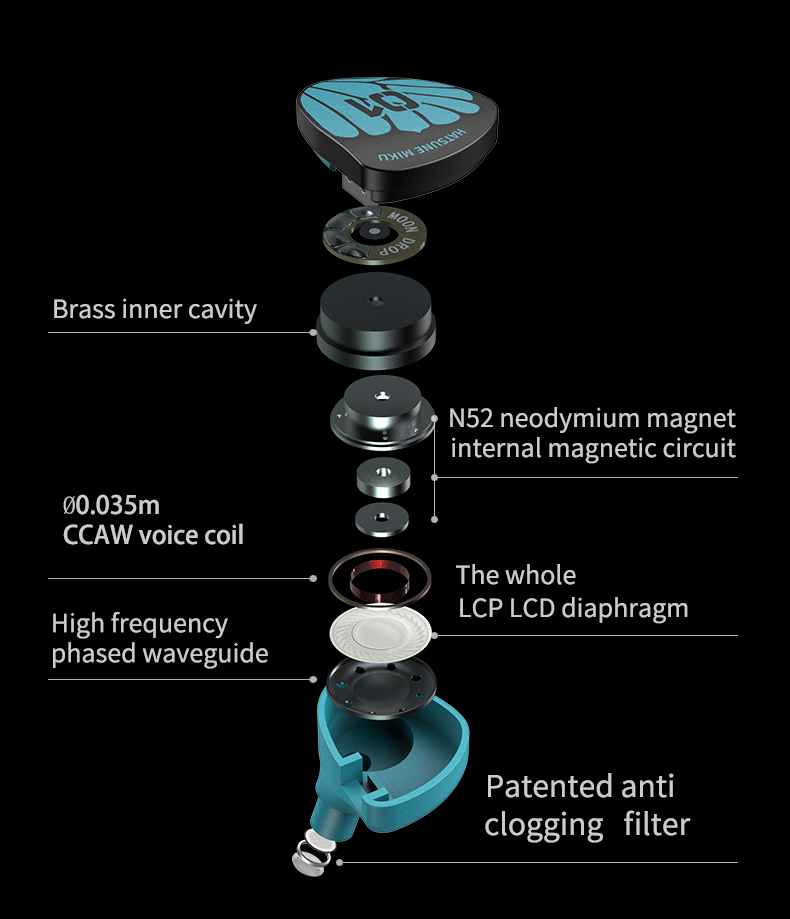 01
HATSUNE MIKU
MOON DROP
Brass inner cavity
N52 neodymium magnet
internal magnetic circuit
Ø0.035m
CCAW voice coil
The whole
LCP LCD diaphragm
High frequency
phased waveguide
Patented anti
clogging filter